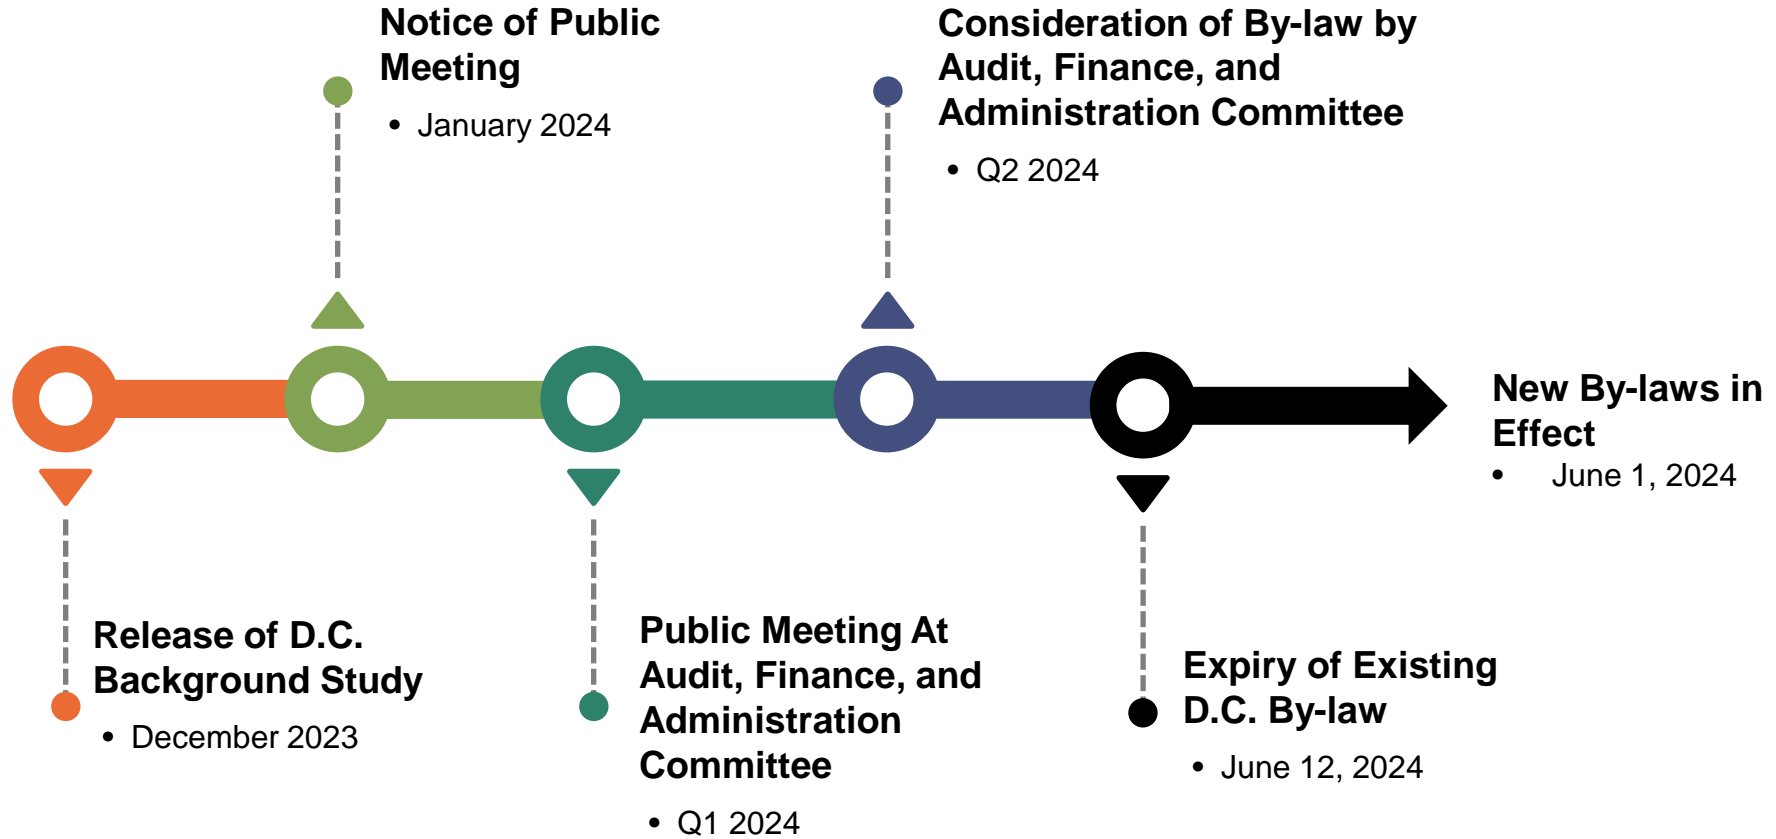 Notice of Public
Meeting
• January 2024
Consideration of By-law by
Audit, Finance, and
Administration Committee
• Q2 2024
New By-laws in
Effect
• June 1, 2024
Release of D.C.
Background Study
• December 2023
Public Meeting At
Audit, Finance, and
Administration
Committee
• Q1 2024
Expiry of Existing
D.C. By-law
• June 12, 2024